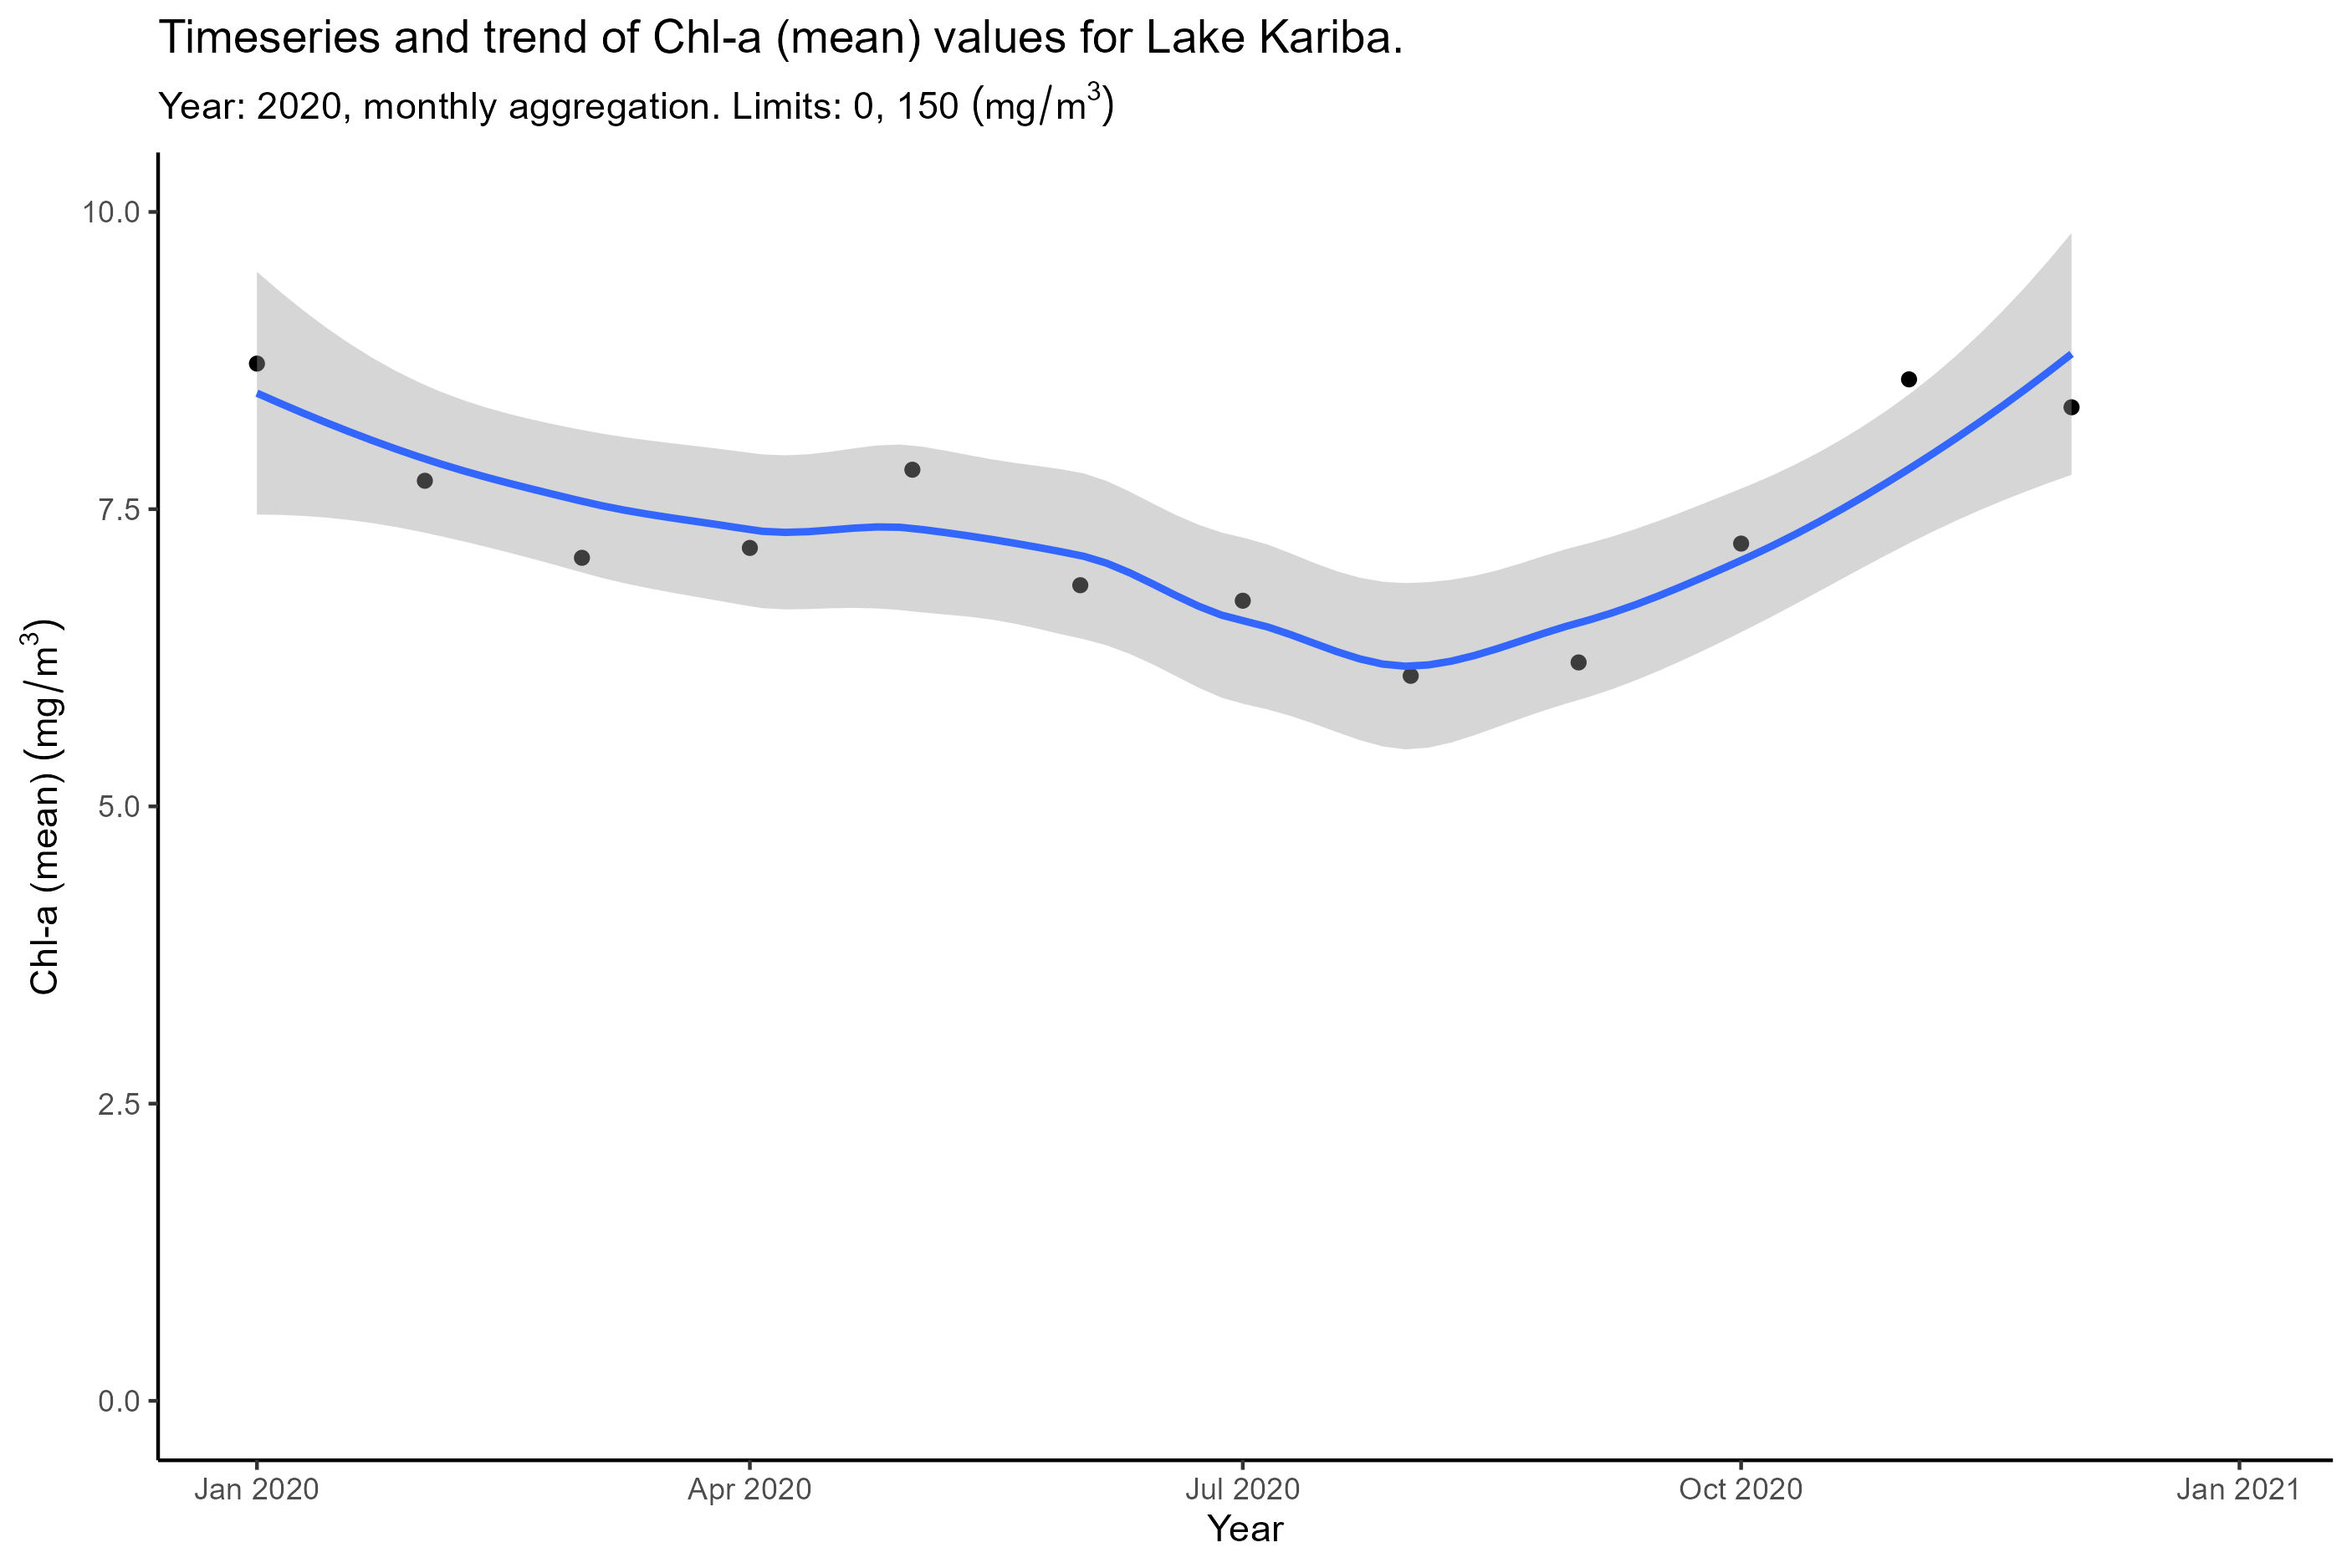 Timeseries and trend of Chl-a (mean) values for Lake Kariba.
Year: 2020, monthly aggregation. Limits: 0, 150 (mg/m³)
Chl-a (mean) (mg/m³)
10.0
7.5
5.0
2.5
0.0
Jan 2020
Apr 2020
Jul 2020
Oct 2020
Jan 2021
Year